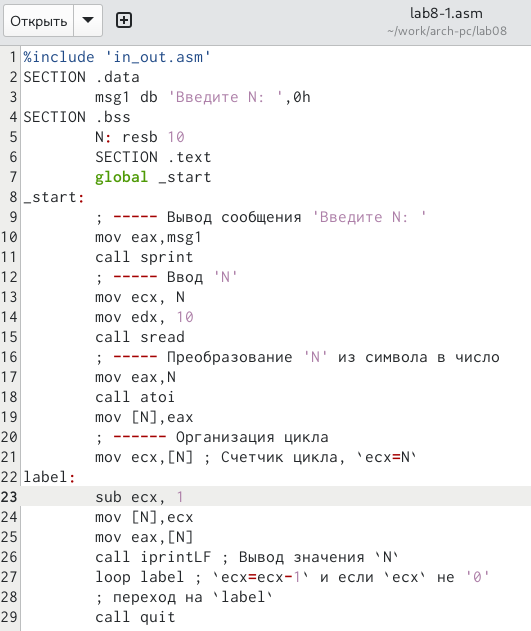 Открыть
lab8-1.asm
~/work/arch-pc/lab08
1 %include 'in_out.asm'
2 SECTION .data
3 msg1 db 'Введите N: ',0h
4 SECTION .bss
5 N: resb 10
6 SECTION .text
7 global _start
8 _start:
9 ; ----- Вывод сообщения 'Введите N: '
10 mov eax,msg1
11 call sprint
12 ; ----- Ввод 'N'
13 mov ecx, N
14 mov edx, 10
15 call sread
16 ; ----- Преобразование 'N' из символа в число
17 mov eax,N
18 call atoi
19 mov [N],eax
20 ; ------ Организация цикла
21 mov ecx,[N] ; Счетчик цикла, `ecx=N`
22 label:
23 sub ecx, 1
24 mov [N],ecx
25 mov eax,[N]
26 call iprintLF ; Вывод значения `N`
27 loop label ; `ecx=ecx-1` и если `ecx` не '0'
28 ; переход на `label`
29 call quit